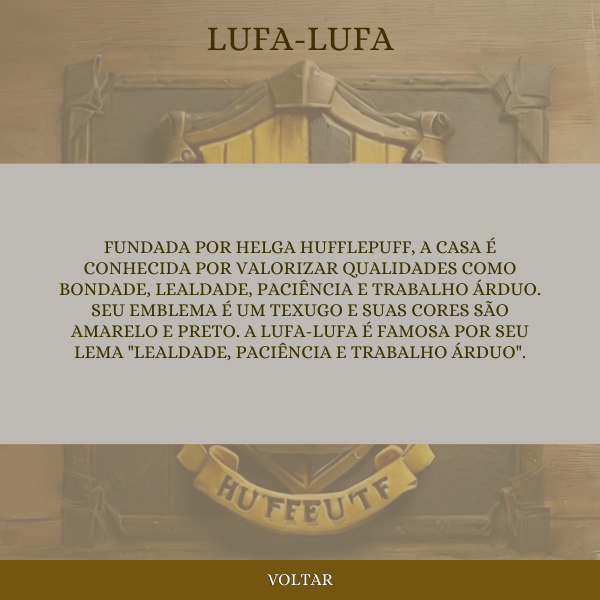 LUFA-LUFA
FUNDADA POR HELGA HUFFLEPUFF, A CASA É
CONHECIDA POR VALORIZAR QUALIDADES COMO
BONDADE, LEALDADE, PACIÊNCIA E TRABALHO ÁRDUO.
SEU EMBLEMA É UM TEXUGO E SUAS CORES SÃO
AMARELO E PRETO. A LUFA-LUFA É FAMOSA POR SEU
LEMA "LEALDADE, PACIÊNCIA E TRABALHO ÁRDUO".
HUFFEUTF
VOLTAR